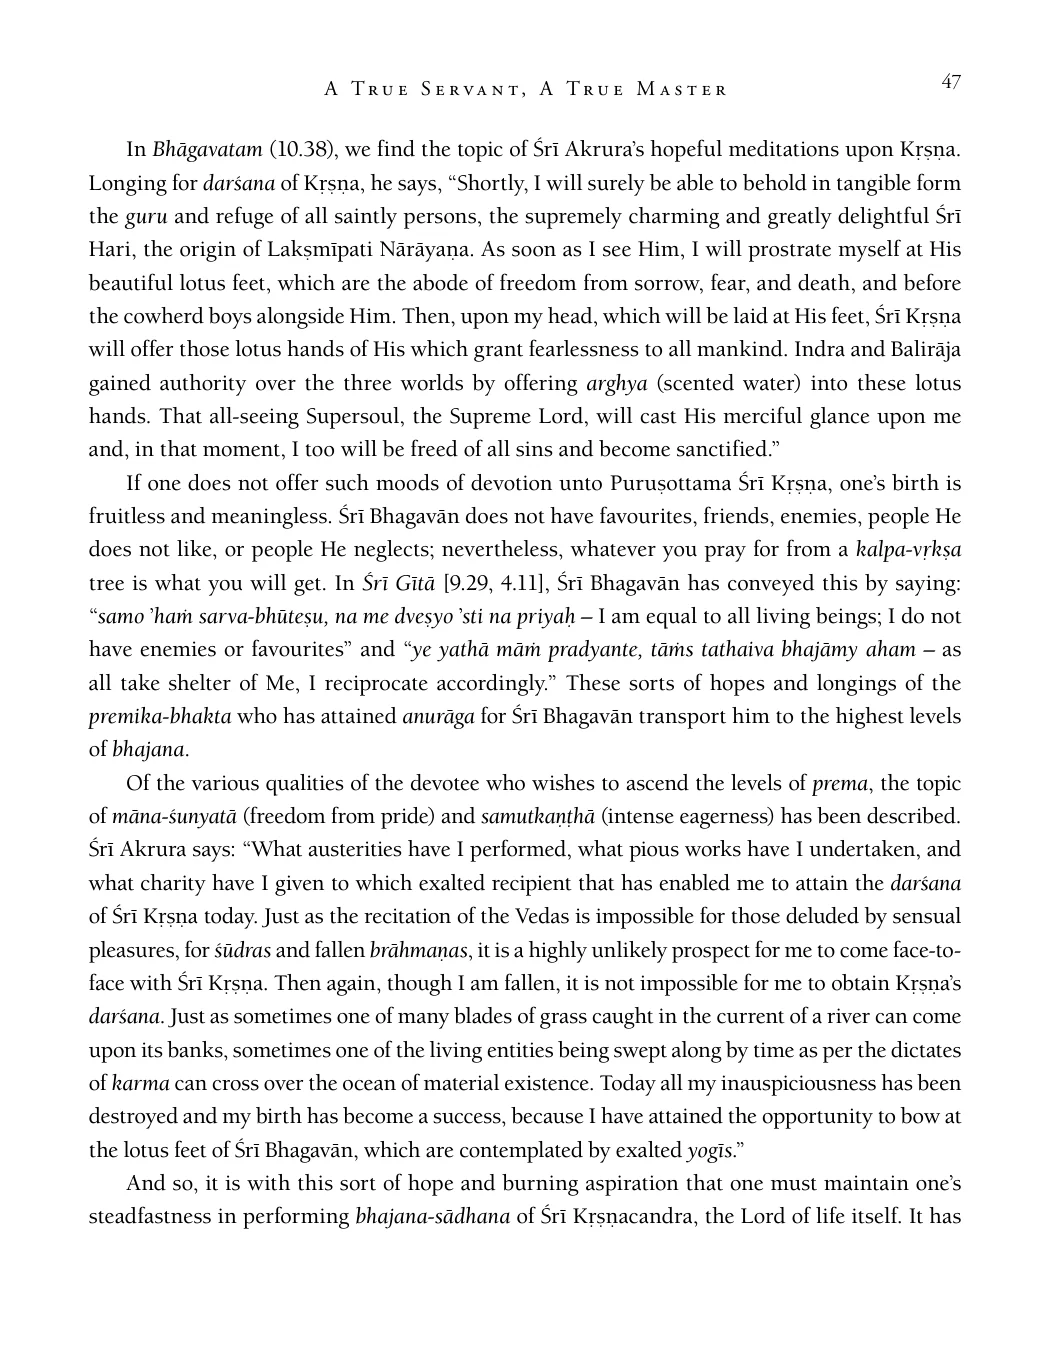 A True Servant, A True Master
47
In Bhāgavatam (10.38), we find the topic of Śrī Akrura’s hopeful meditations upon Kṛṣṇa.
Longing for darśana of Kṛṣṇa, he says, “Shortly, I will surely be able to behold in tangible form
the guru and refuge of all saintly persons, the supremely charming and greatly delightful Śrī
Hari, the origin of Lakṣmīpati Nārāyaṇa. As soon as I see Him, I will prostrate myself at His
beautiful lotus feet, which are the abode of freedom from sorrow, fear, and death, and before
the cowherd boys alongside Him. Then, upon my head, which will be laid at His feet, Śrī Kṛṣṇa
will offer those lotus hands of His which grant fearlessness to all mankind. Indra and Balirāja
gained authority over the three worlds by offering arghya (scented water) into these lotus
hands. That all-seeing Supersoul, the Supreme Lord, will cast His merciful glance upon me
and, in that moment, I too will be freed of all sins and become sanctified.”
If one does not offer such moods of devotion unto Puruṣottama Śrī Kṛṣṇa, one’s birth is
fruitless and meaningless. Śrī Bhagavān does not have favourites, friends, enemies, people He
does not like, or people He neglects; nevertheless, whatever you pray for from a kalpa-vṛkṣa
tree is what you will get. In Śrī Gītā [9.29, 4.11], Śrī Bhagavān has conveyed this by saying:
“samo ’haṁ sarva-bhūteṣu, na me dveṣyo ’sti na priyaḥ – I am equal to all living beings; I do not
have enemies or favourites” and “ye yathā māṁ pradyante, tāṁs tathaiva bhajāmy aham – as
all take shelter of Me, I reciprocate accordingly.” These sorts of hopes and longings of the
premika-bhakta who has attained anurāga for Śrī Bhagavān transport him to the highest levels
of bhajana.
Of the various qualities of the devotee who wishes to ascend the levels of prema, the topic
of māna-śunyatā (freedom from pride) and samutkaṇṭhā (intense eagerness) has been described.
Śrī Akrura says: “What austerities have I performed, what pious works have I undertaken, and
what charity have I given to which exalted recipient that has enabled me to attain the darśana
of Śrī Kṛṣṇa today. Just as the recitation of the Vedas is impossible for those deluded by sensual
pleasures, for śūdras and fallen brāhmaṇas, it is a highly unlikely prospect for me to come face-to-
face with Śrī Kṛṣṇa. Then again, though I am fallen, it is not impossible for me to obtain Kṛṣṇa’s
darśana. Just as sometimes one of many blades of grass caught in the current of a river can come
upon its banks, sometimes one of the living entities being swept along by time as per the dictates
of karma can cross over the ocean of material existence. Today all my inauspiciousness has been
destroyed and my birth has become a success, because I have attained the opportunity to bow at
the lotus feet of Śrī Bhagavān, which are contemplated by exalted yogīs.”
And so, it is with this sort of hope and burning aspiration that one must maintain one’s
steadfastness in performing bhajana-sādhana of Śrī Kṛṣṇacandra, the Lord of life itself. It has